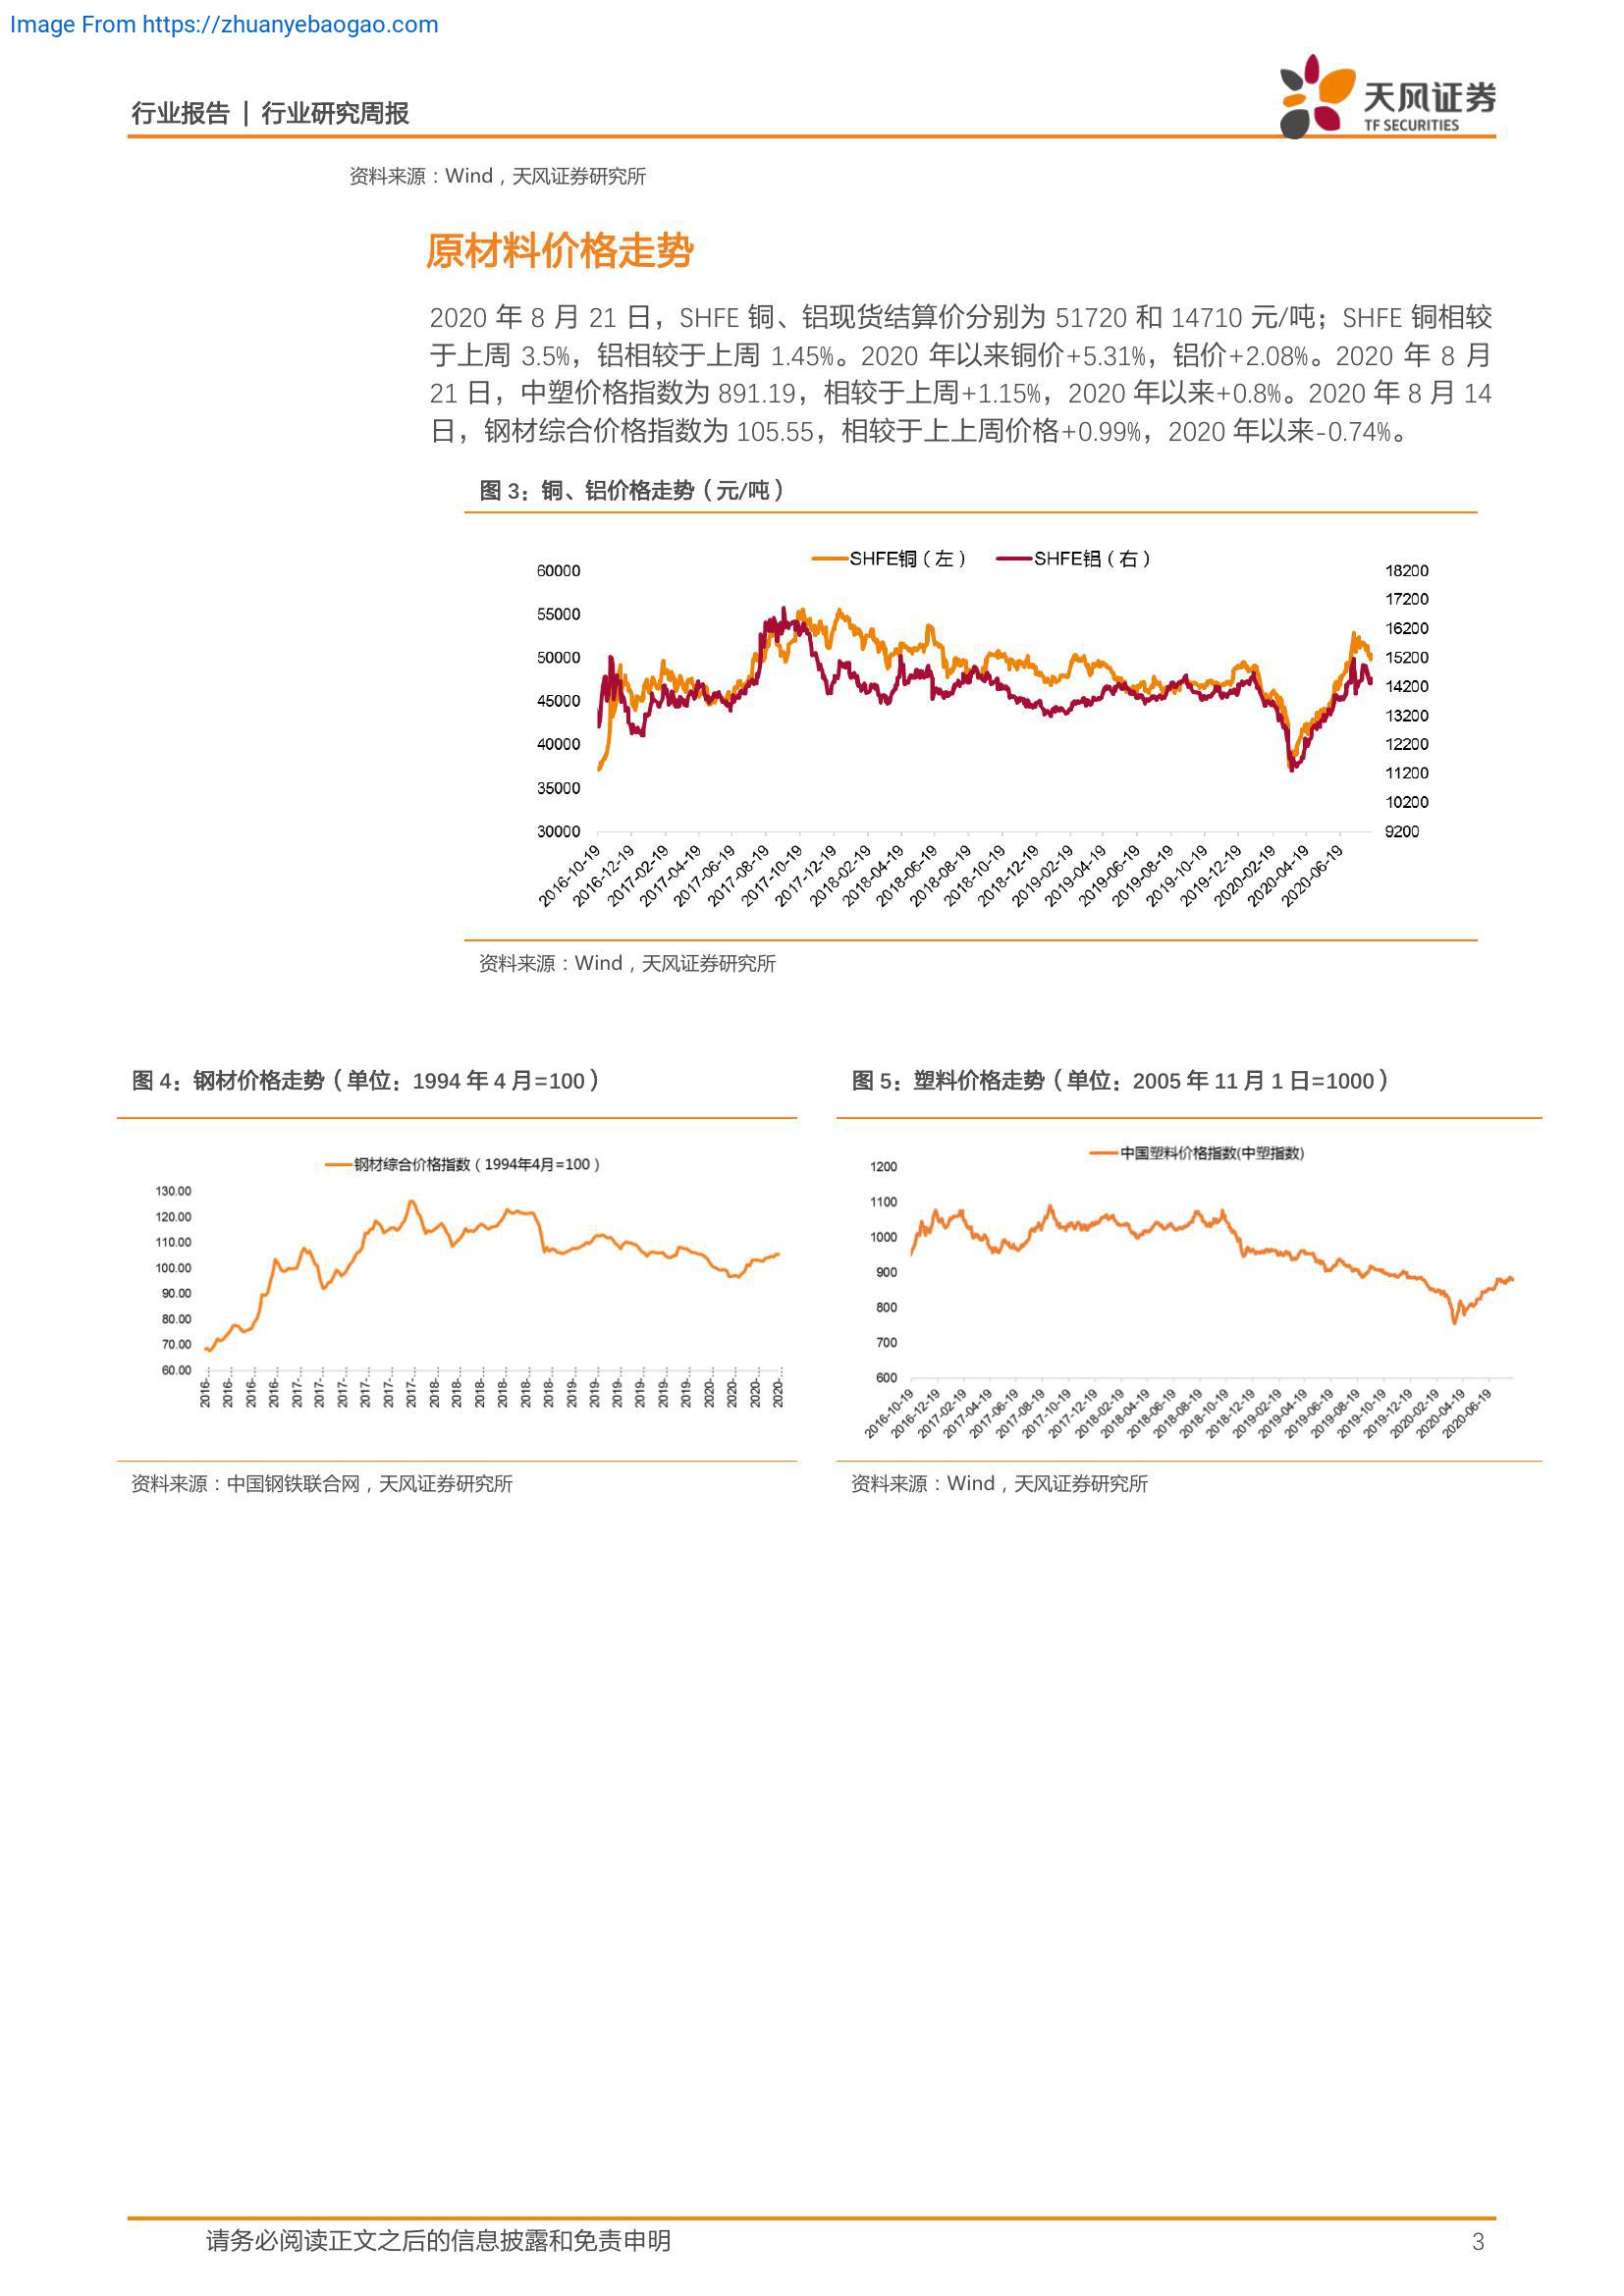 Image From https://zhuanyebaogao.com
行业报告 | 行业研究周报
天风证券
TF SECURITIES
资料来源：Wind，天风证券研究所
原材料价格走势
2020 年 8 月 21 日，SHFE 铜、铝现货结算价分别为 51720 和 14710 元/吨；SHFE 铜相较
于上周 3.5%，铝相较于上周 1.45%。2020 年以来铜价+5.31%，铝价+2.08%。2020 年 8 月
21 日，中塑价格指数为 891.19，相较于上周+1.15%，2020 年以来+0.8%。2020 年 8 月 14
日，钢材综合价格指数为 105.55，相较于上上周价格+0.99%，2020 年以来-0.74%。
图 3：铜、铝价格走势（元/吨）
SHFE铜（左） SHFE铝（右）
60000 18200
17200
55000
16200
50000 15200
14200
45000
13200
40000 12200
11200
35000
10200
30000 9200
2016-10-19 2016-12-19 2017-02-19 2017-04-19 2017-06-19 2017-08-19 2017-10-19 2017-12-19 2018-02-19 2018-04-19 2018-06-19 2018-08-19 2018-10-19 2018-12-19 2019-02-19 2019-04-19 2019-06-19 2019-08-19 2019-10-19 2019-12-19 2020-02-19 2020-04-19 2020-06-19
资料来源：Wind，天风证券研究所
图 4：钢材价格走势（单位：1994 年 4 月=100）
钢材综合价格指数（1994年4月=100）
130.00
120.00
110.00
100.00
90.00
80.00
70.00
60.00
2016-… 2016-… 2016-… 2016-… 2017-… 2017-… 2017-… 2017-… 2017-… 2017-… 2018-… 2018-… 2018-… 2018-… 2018-… 2018-… 2019-… 2019-… 2019-… 2019-… 2019-… 2019-… 2020-… 2020-… 2020-… 2020-…
资料来源：中国钢铁联合网，天风证券研究所
图 5：塑料价格走势（单位：2005 年 11 月 1 日=1000）
中国塑料价格指数(中塑指数)
1200
1100
1000
900
800
700
600
2016-10-19 2016-12-19 2017-02-19 2017-04-19 2017-06-19 2017-08-19 2017-10-19 2017-12-19 2018-02-19 2018-04-19 2018-06-19 2018-08-19 2018-10-19 2018-12-19 2019-02-19 2019-04-19 2019-06-19 2019-08-19 2019-10-19 2019-12-19 2020-02-19 2020-04-19 2020-06-19
资料来源：Wind，天风证券研究所
请务必阅读正文之后的信息披露和免责申明 3